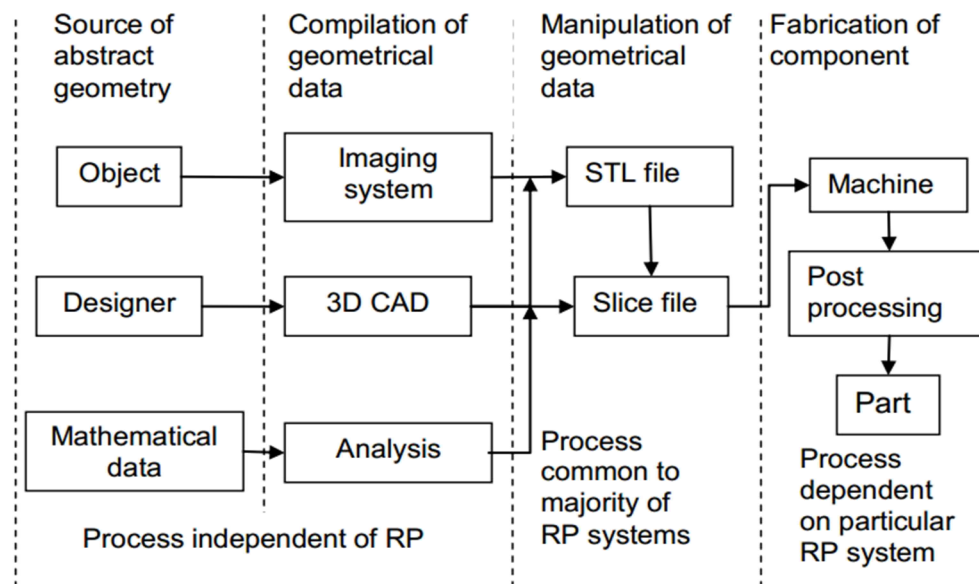 Source of
abstract
geometry
Compilation of
geometrical
data
Manipulation of
geometrical
data
Fabrication of
component
Object
Imaging
system
STL file
Machine
Designer
3D CAD
Slice file
Post
processing
Mathematical
data
Analysis
Part
Process independent of RP
Process
common to
majority of
RP systems
Process
dependent
on particular
RP system